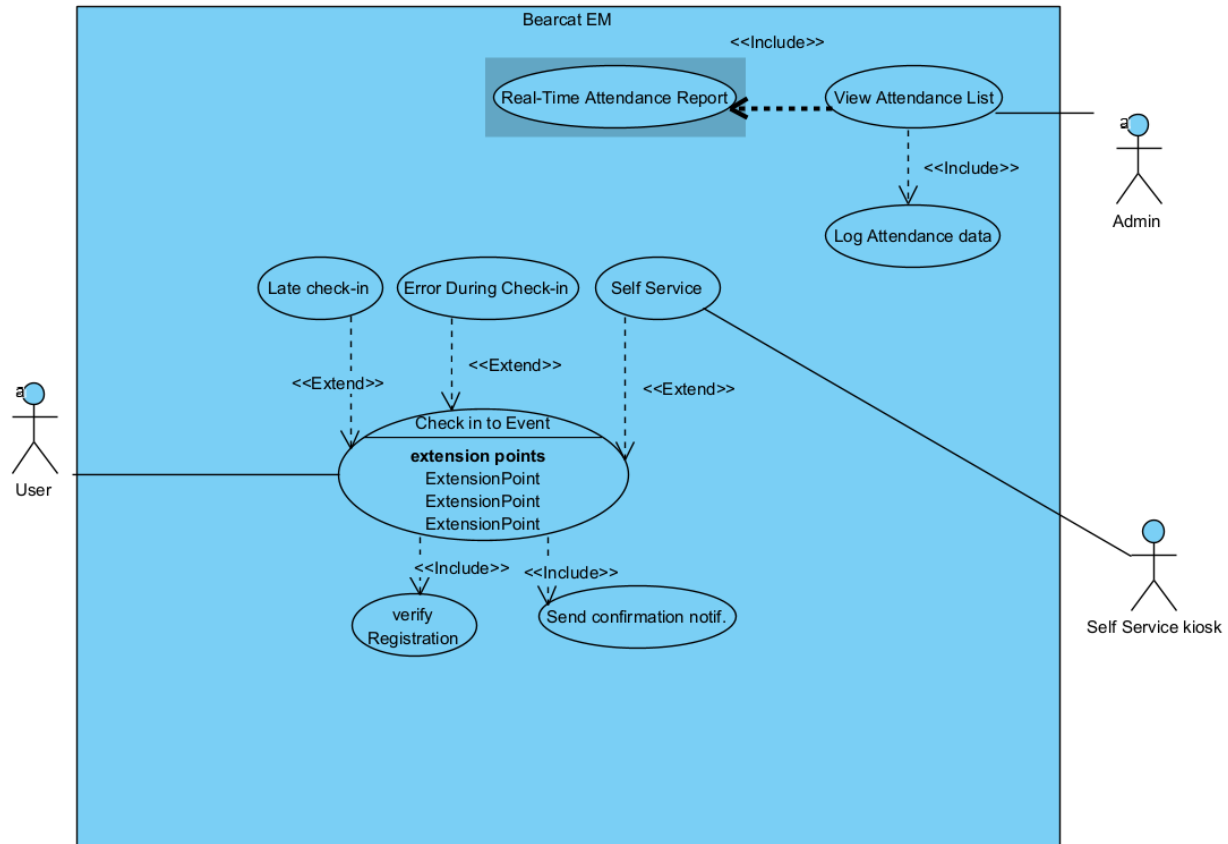 Bearcat EM
<<Include>>
Real-Time Attendance Report
View Attendance List
a
Admin
<<Include>>
Log Attendance data
Late check-in
Error During Check-in
Self Service
<<Extend>>
<<Extend>>
<<Extend>>
a
User
Check in to Event
extension points
ExtensionPoint
ExtensionPoint
ExtensionPoint
<<Include>>
<<Include>>
verify
Registration
Send confirmation notif.
Self Service kiosk